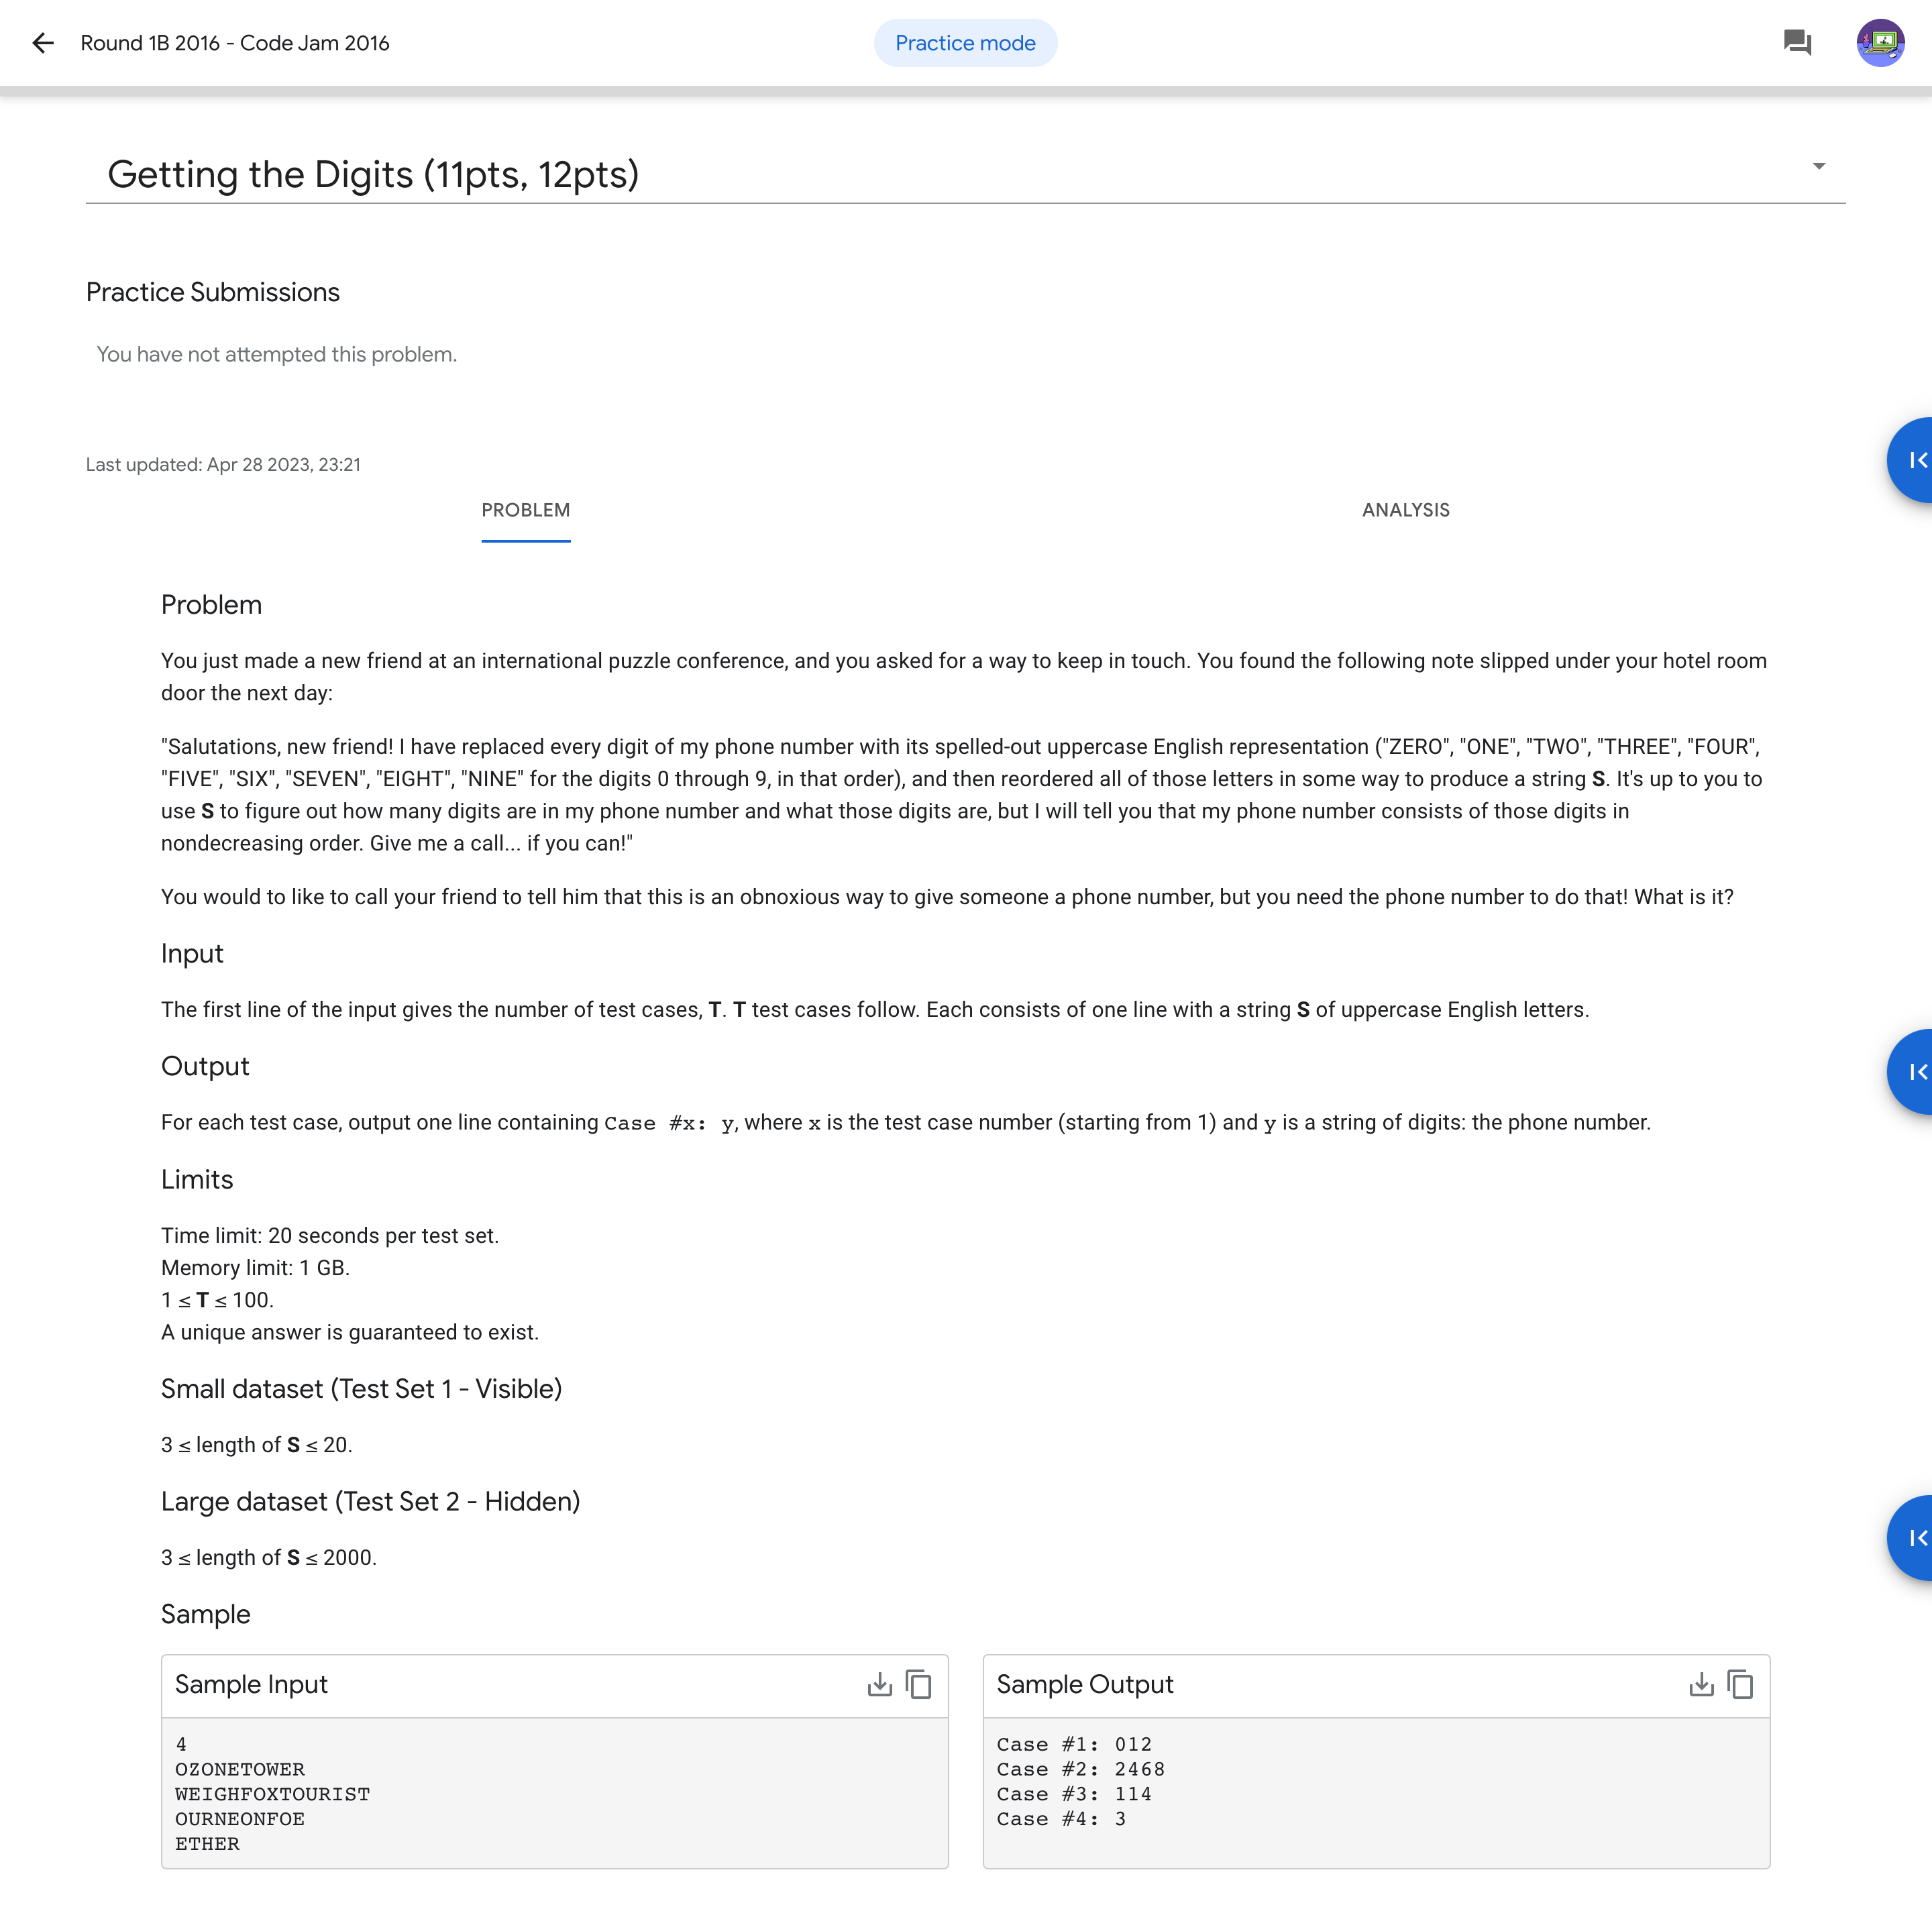 Round 1B 2016 - Code Jam 2016
Practice mode
Getting the Digits (11pts, 12pts)
Practice Submissions
You have not attempted this problem.
Last updated: Apr 28 2023, 23:21
PROBLEM
ANALYSIS
Problem
You just made a new friend at an international puzzle conference, and you asked for a way to keep in touch. You found the following note slipped under your hotel room
door the next day:
"Salutations, new friend! I have replaced every digit of my phone number with its spelled-out uppercase English representation ("ZERO", "ONE", "TWO", "THREE", "FOUR",
"FIVE", "SIX", "SEVEN", "EIGHT", "NINE" for the digits 0 through 9, in that order), and then reordered all of those letters in some way to produce a string S. It's up to you to
use S to figure out how many digits are in my phone number and what those digits are, but I will tell you that my phone number consists of those digits in
nondecreasing order. Give me a call... if you can!"
You would to like to call your friend to tell him that this is an obnoxious way to give someone a phone number, but you need the phone number to do that! What is it?
Input
The first line of the input gives the number of test cases, T. T test cases follow. Each consists of one line with a string S of uppercase English letters.
Output
For each test case, output one line containing Case #x: y, where x is the test case number (starting from 1) and y is a string of digits: the phone number.
Limits
Time limit: 20 seconds per test set.
Memory limit: 1 GB.
1 ≤ T ≤ 100.
A unique answer is guaranteed to exist.
Small dataset (Test Set 1 - Visible)
3 ≤ length of S ≤ 20.
Large dataset (Test Set 2 - Hidden)
3 ≤ length of S ≤ 2000.
Sample
Sample Input
4
OZONETOWER
WEIGHFOXTOURIST
OURNEONFOE
ETHER
Sample Output
Case #1: 012
Case #2: 2468
Case #3: 114
Case #4: 3